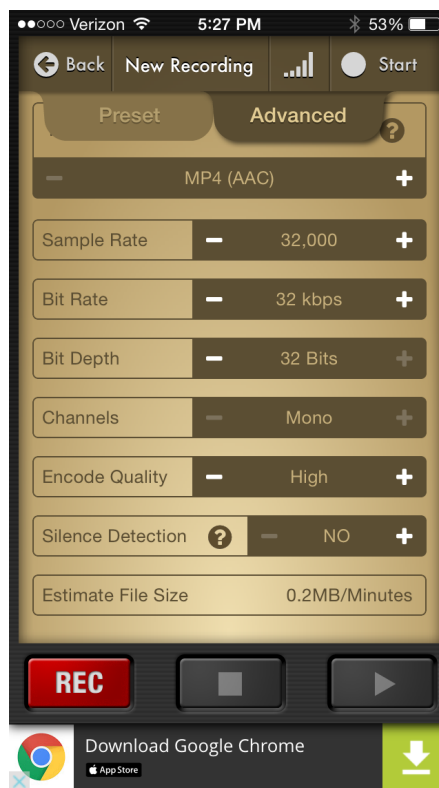 Verizon 5:27 PM 53%
Back New Recording Start
Preset Advanced ?
MP4 (AAC)
Sample Rate 32,000
Bit Rate 32 kbps
Bit Depth 32 Bits
Channels Mono
Encode Quality High
Silence Detection ? NO
Estimate File Size 0.2MB/Minutes
REC
Download Google Chrome
App Store